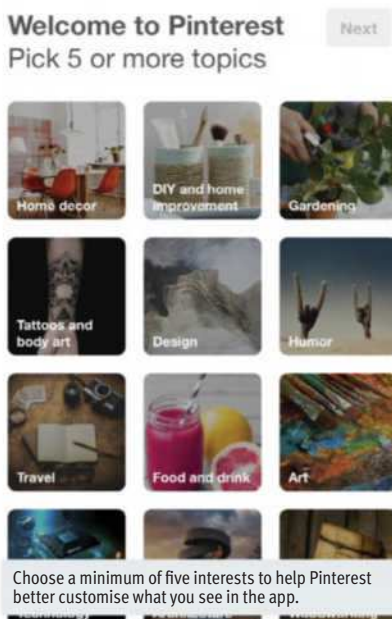 Welcome to Pinterest
Next
Pick 5 or more topics
Home decor
DIY and home
improvement
Gardening
Tattoos and
body art
Design
Humor
Travel
Food and drink
Art
Choose a minimum of five interests to help Pinterest
better customise what you see in the app.